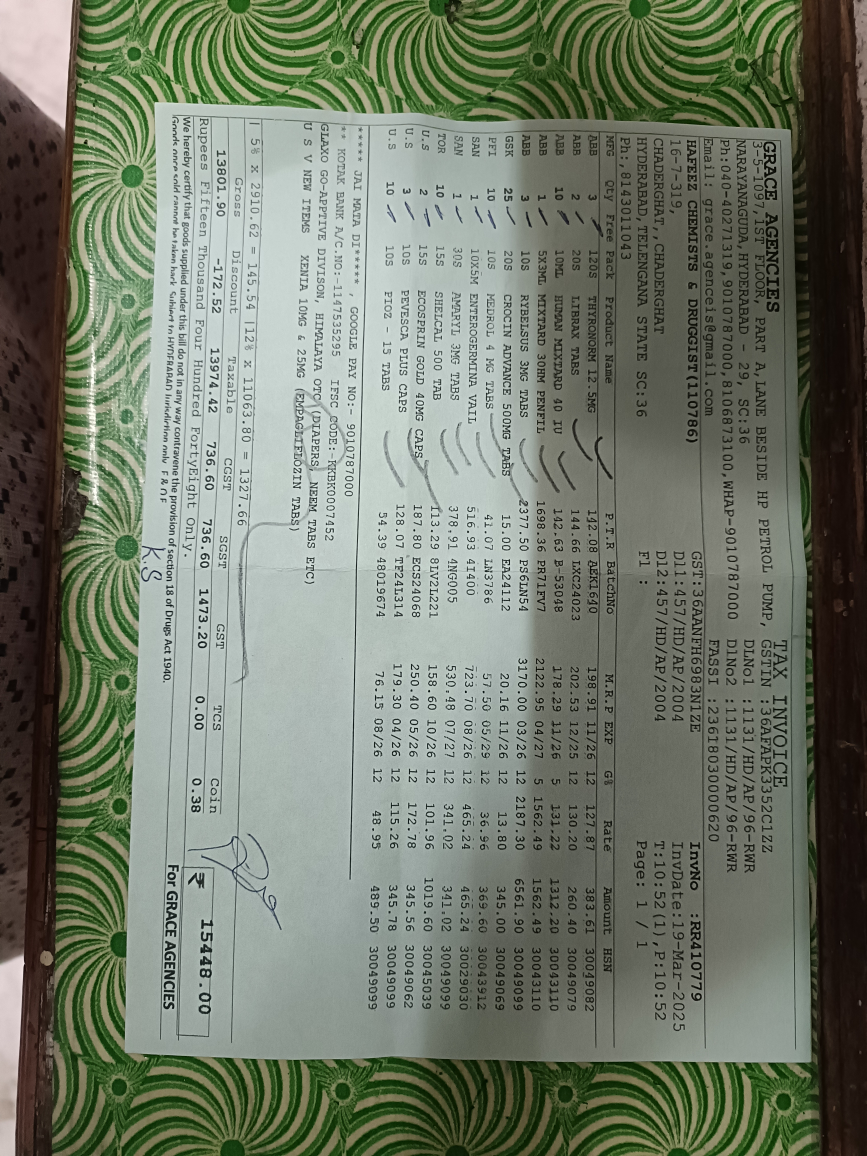 TAX INVOICE
GRACE AGENCIES
3-5-1097,1ST FLOOR, PART A,LANE BESIDE HP PETROL PUMP, GSTIN :36AFAPK3352C1ZZ
NARAYANAGUDA,HYDERABAD - 29, SC:36 DLNo1 :1131/HD/AP/96-RWR
Ph:040-40271319,9010787000,8106873100,WHAP-9010787000 DlNo2 :1131/HD/AP/96-RWR
Email: grace.agenceis@gmail.com FASSI :23618030000620
HAFEEZ CHEMISTS & DRUGGIST(110786) GST:36AANFH6983N1ZE InvNo :RR410779
16-7-319, D11:457/HD/AP/2004 InvDate:19-Mar-2025
CHADERGHAT,,CHADERGHAT D12:457/HD/AP/2004 T:10:52(1),P:10:52
HYDERABAD,TELENGANA STATE SC:36 Fl : Page: 1 / 1
Ph:,8143011043
MFG Qty Free Pack Product Name P.T.R BatchNo M.R.P EXP G% Rate Amount HSN
ABB 3 120S THYRONORM 12.5MG 142.08 AEK1640 198.91 11/26 12 127.87 383.61 30049082
ABB 2 20S LIBRAX TABS 144.66 LXC24023 202.53 12/25 12 130.20 260.40 30049079
ABB 10 10ML HUMAN MIXTARD 40 IU 142.63 B-53048 178.29 11/26 5 131.22 1312.20 30043110
ABB 1 5X3ML MIXTARD 30HM PENFIL 1698.36 PR71FV7 2122.95 04/27 5 1562.49 1562.49 30043110
ABB 3 10S RYBELSUS 3MG TABS 2377.50 PS6LN54 3170.00 03/26 12 2187.30 6561.90 30049099
GSK 25 20S CROCIN ADVANCE 500MG TABS 15.00 EA24112 20.16 11/26 12 13.80 345.00 30049069
PFI 10 10S MEDROL 4 MG TABS 41.07 LN3786 57.50 05/29 12 36.96 369.60 30043912
SAN 1 10X5M ENTEROGERMINA VAIL 516.93 4I400 723.70 08/26 12 465.24 465.24 30029030
SAN 1 30S AMARYL 3MG TABS 378.91 4NG005 530.48 07/27 12 341.02 341.02 30049099
TOR 10 15S SHELCAL 500 TAB 113.29 8LV2L221 158.60 10/26 12 101.96 1019.60 30045039
U.S 2 15S ECOSPRIN GOLD 40MG CAPS 187.80 ECS24068 250.40 05/26 12 172.78 345.56 30049062
U.S 3 10S PEVESCA PLUS CAPS 128.07 TF24L314 179.30 04/26 12 115.26 345.78 30049099
U.S 10 10S PIOZ - 15 TABS 54.39 48019674 76.15 08/26 12 48.95 489.50 30049099
***** JAI MATA DI***** , GOOGLE PAY NO:- 9010787000
** KOTAK BANK A/C.NO:-1147535295 IFSC CODE:-KKBK0007452
GLAXO GO-APPTIVE DIVISON, HIMALAYA OTC (DIAPERS, NEEM TABS ETC)
U S V NEW ITEMS XENIA 10MG & 25MG (EMPAGLIFLOZIN TABS)
| 5% x 2910.62 = 145.54 |12% x 11063.80 = 1327.66
Gross Discount Taxable CGST SGST GST TCS Coin
13801.90 -172.52 13974.42 736.60 736.60 1473.20 0.00 0.38 ₹ 15448.00
Rupees Fifteen Thousand Four Hundred FortyEight Only.
We hereby certify that goods supplied under this bill do not in any way contravene the provision of section 18 of Drugs Act 1940. For GRACE AGENCIES
Goods once sold cannot be taken back Subject to HYDERABAD Jurisdiction only. E & O E
K.S